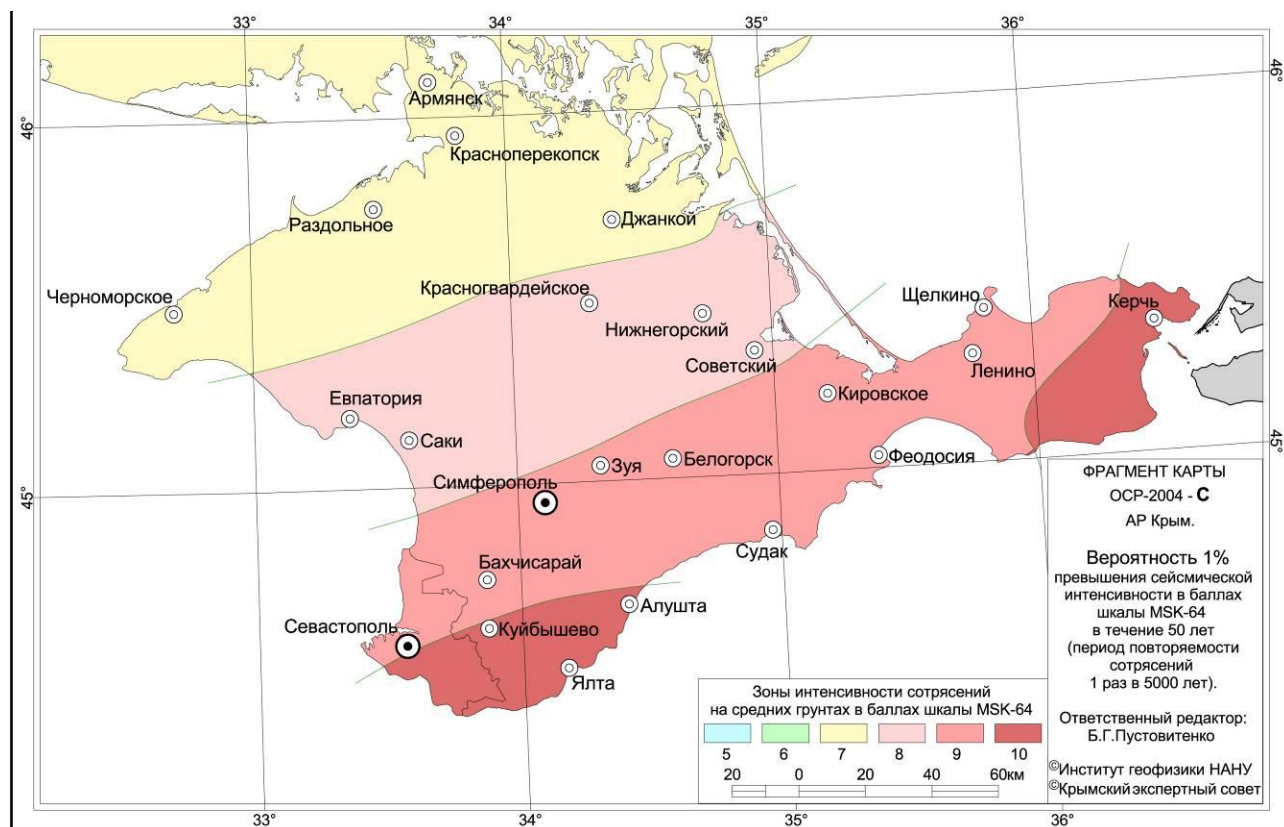 33°
34°
35°
36°
46°
Армянск
46°
Красноперекопск
Раздольное
Джанкой
Черноморское
Красногвардейское
Щелкино
Керчь
Нижнегорский
Советский
Ленино
Евпатория
Кировское
Саки
45°
Зуя
Белогорск
Феодосия
Симферополь
45°
Судак
Бахчисарай
Алушта
Севастополь
Куйбышево
Ялта
ФРАГМЕНТ КАРТЫ
ОСР-2004 - С
АР Крым.
Вероятность 1%
превышения сейсмической
интенсивности в баллах
шкалы MSK-64
в течение 50 лет
(период повторяемости
сотрясений
1 раз в 5000 лет).
Ответственный редактор:
Б.Г.Пустовитенко
©Институт геофизики НАНУ
©Крымский экспертный совет
Зоны интенсивности сотрясений
на средних грунтах в баллах шкалы MSK-64
5 6 7 8 9 10
20 0 20 40 60км
33°
34°
35°
36°